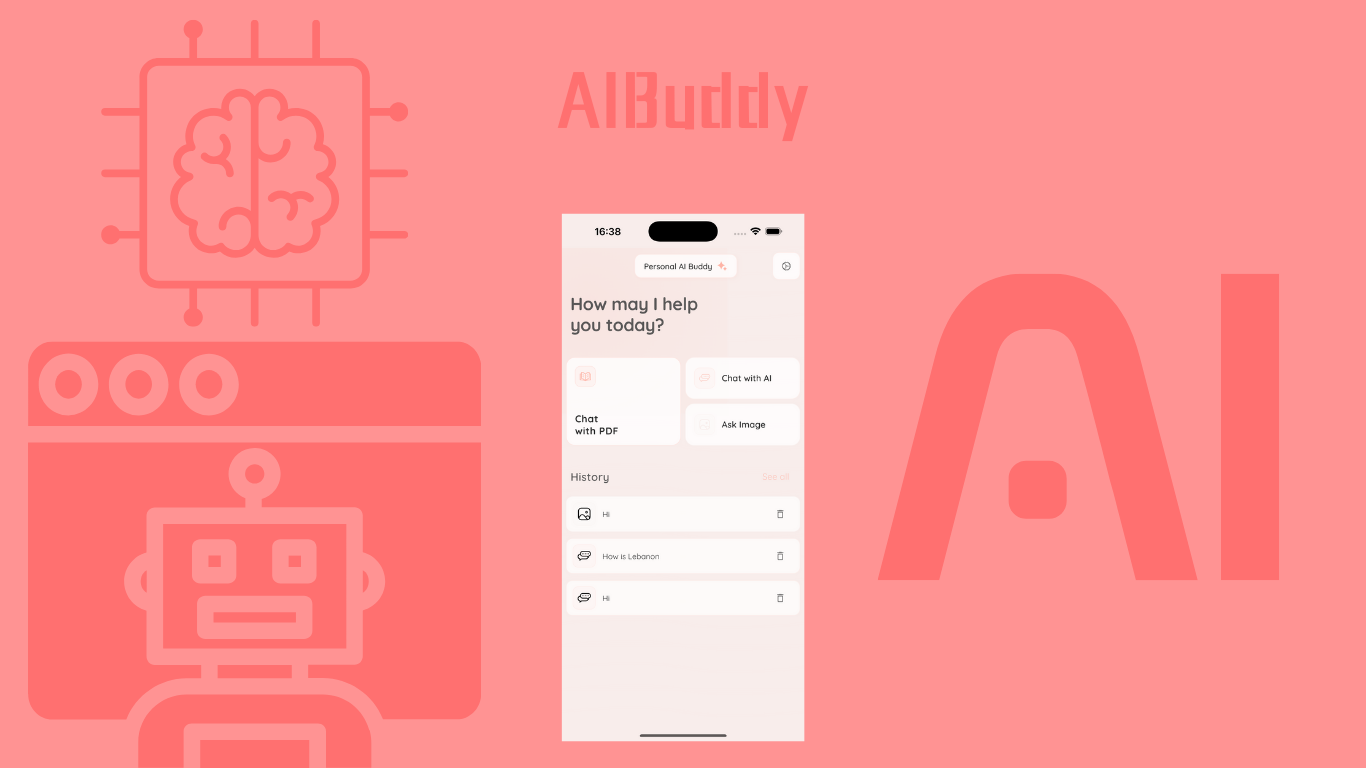 AIBuddy
16:38
Personal AI Buddy
How may I help
you today?
Chat
with PDF
Chat with AI
Ask Image
History
See all
Hi
How is Lebanon
Hi
AI